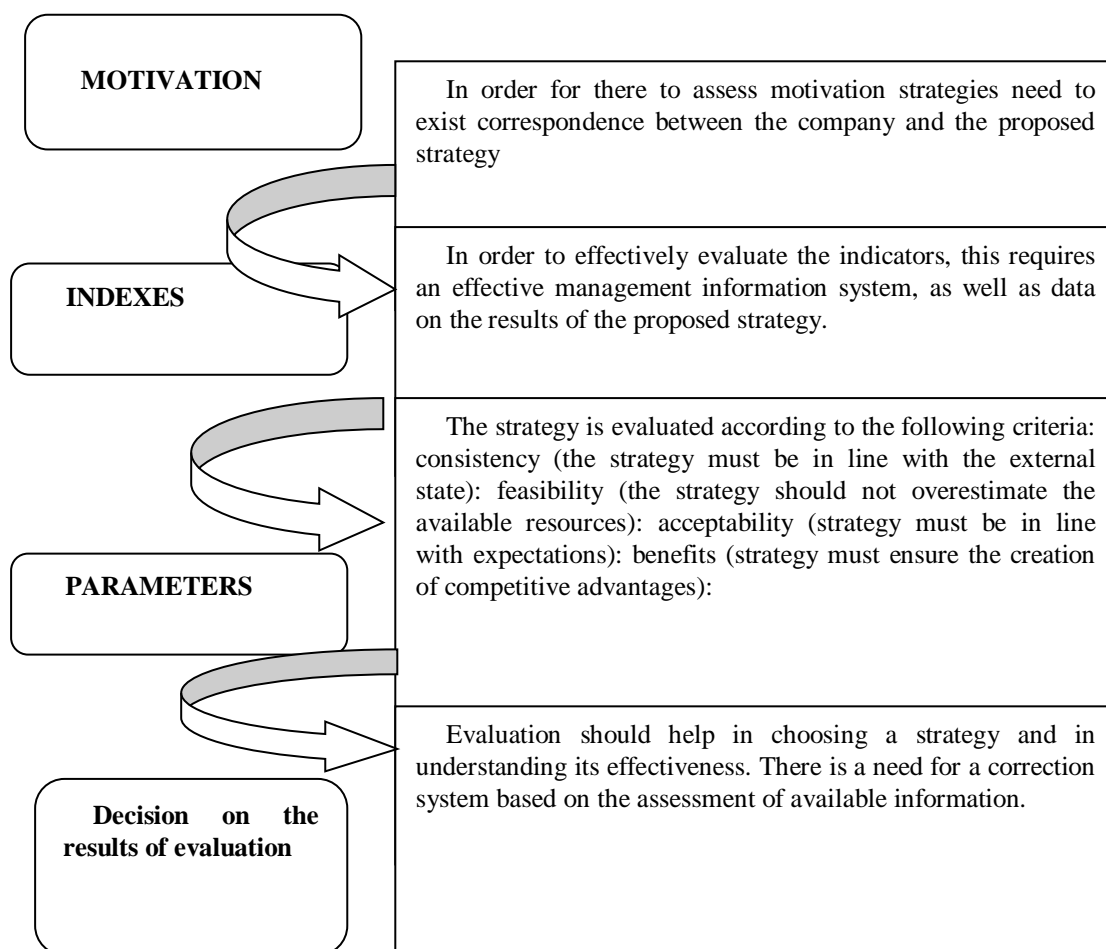 MOTIVATION
In order for there to assess motivation strategies need to
exist correspondence between the company and the proposed
strategy
INDEXES
In order to effectively evaluate the indicators, this requires
an effective management information system, as well as data
on the results of the proposed strategy.
The strategy is evaluated according to the following criteria:
consistency (the strategy must be in line with the external
state): feasibility (the strategy should not overestimate the
available resources): acceptability (strategy must be in line
with expectations): benefits (strategy must ensure the creation
of competitive advantages):
PARAMETERS
Evaluation should help in choosing a strategy and in
understanding its effectiveness. There is a need for a correction
system based on the assessment of available information.
Decision on the
results of evaluation